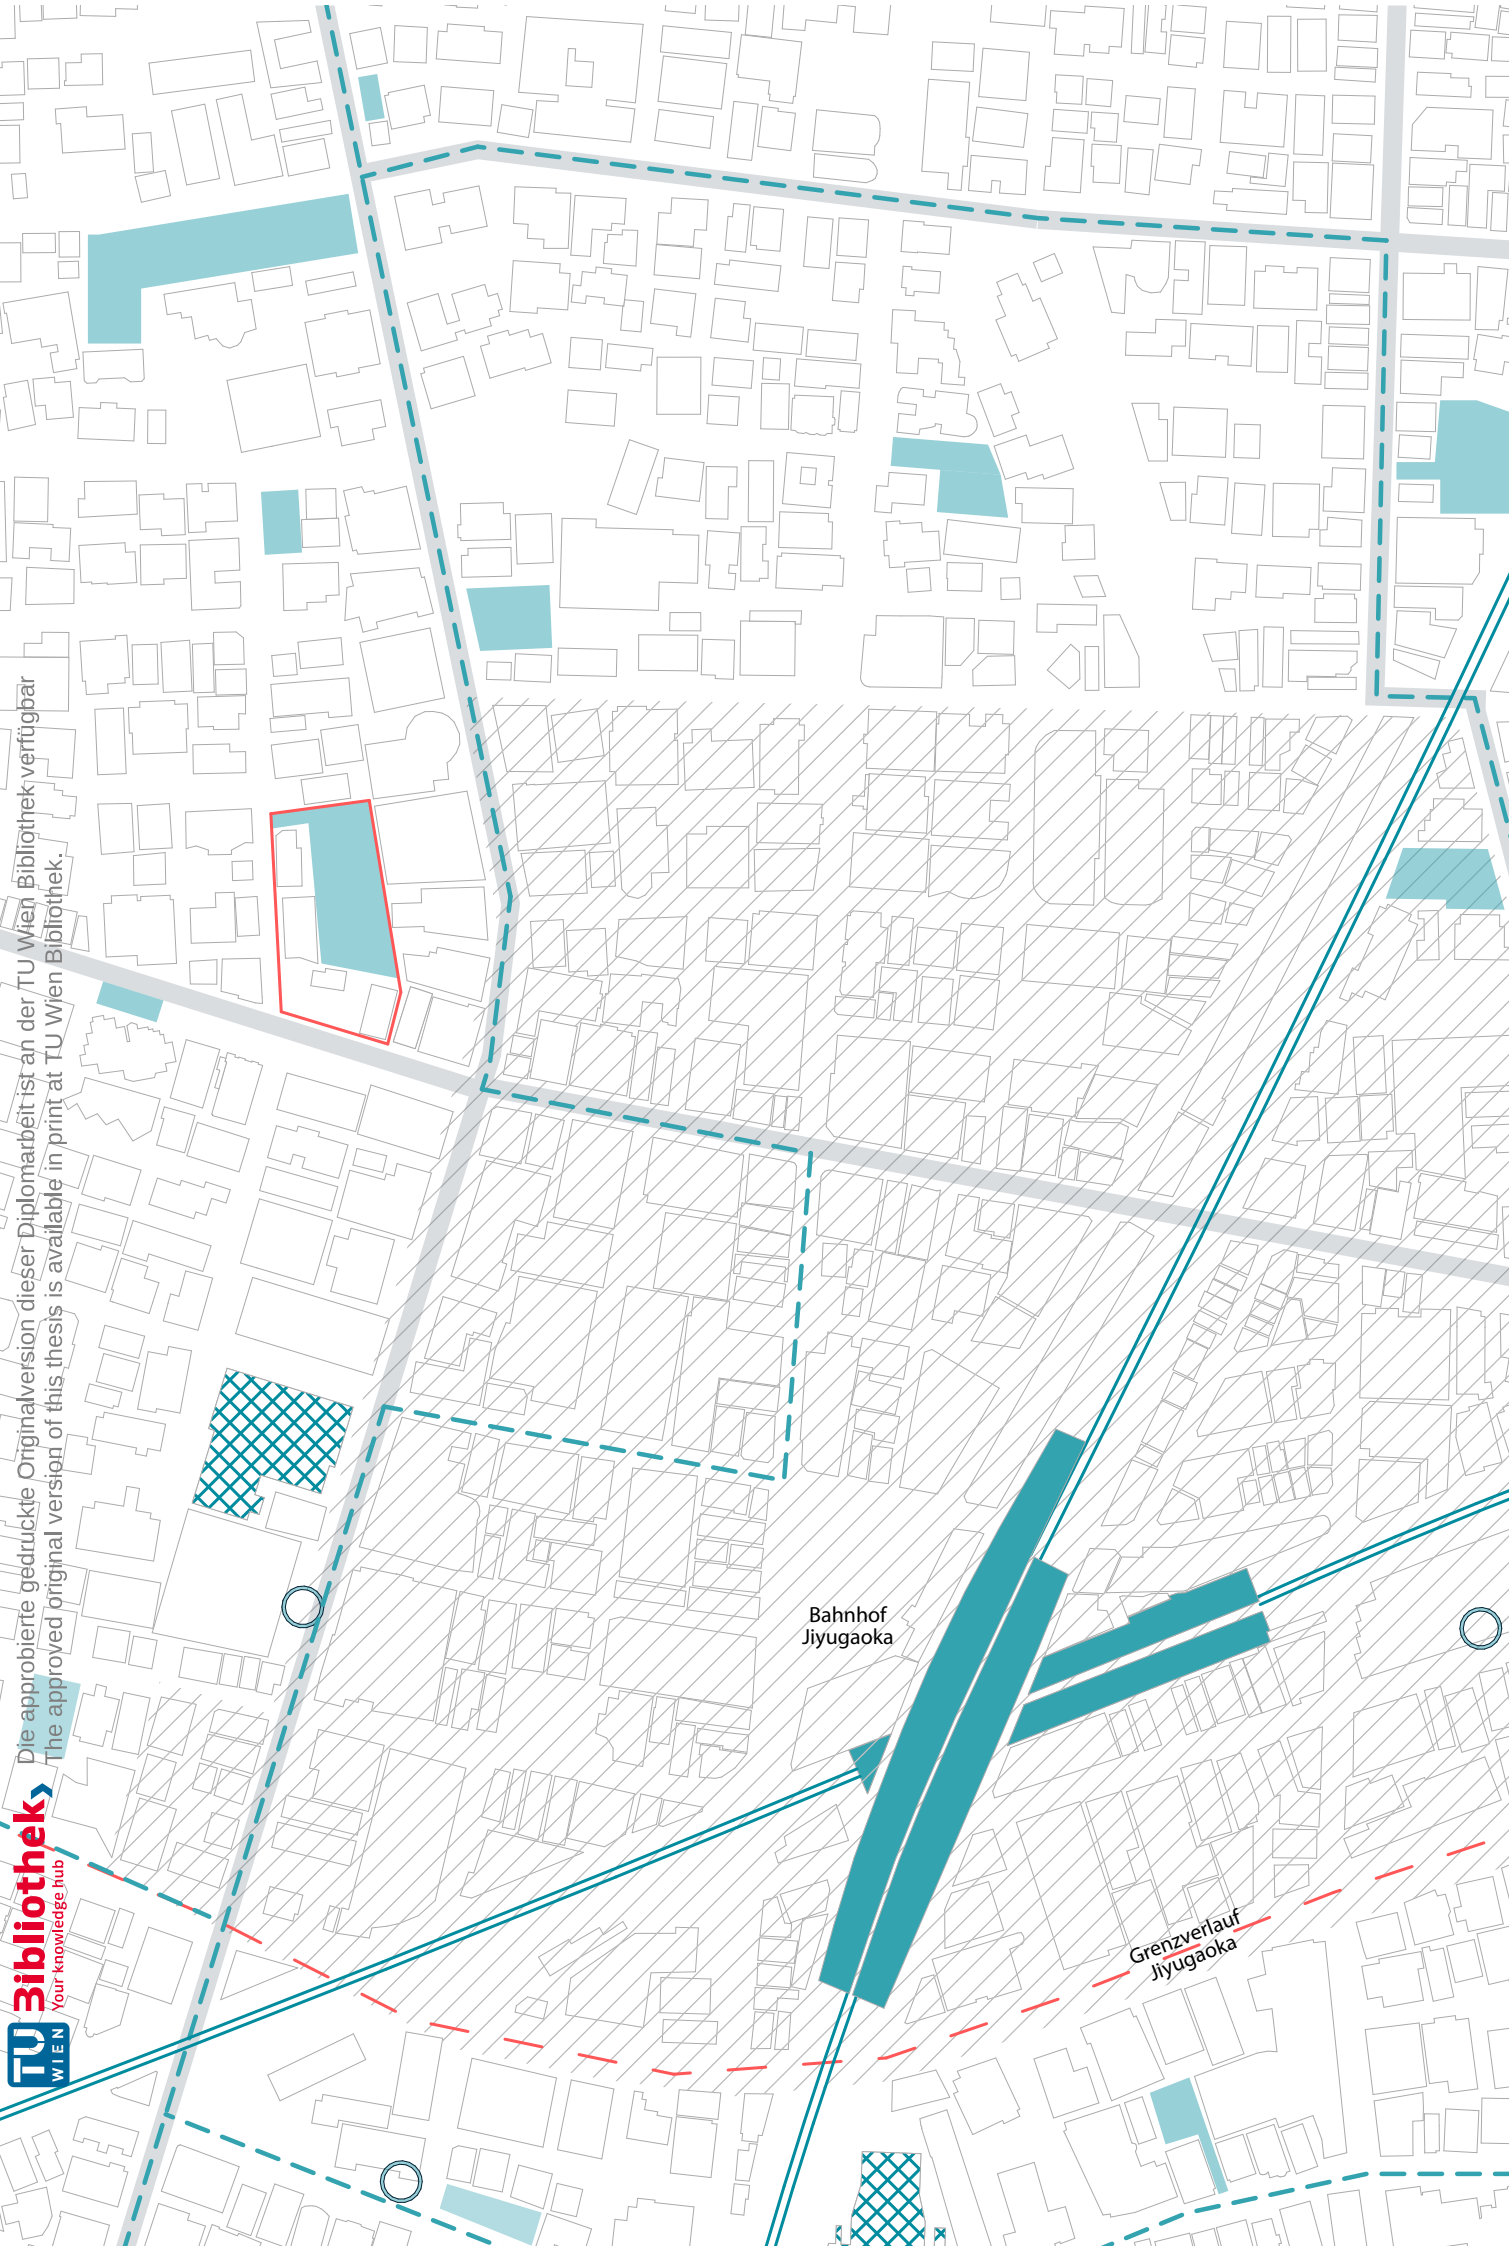 Bahnhof
Jiyugaoka
Grenzverlauf
Jiyugaoka
Die approbierte gedruckte Originalversion dieser Diplomarbeit ist an der TU Wien Bibliothek verfügbar
The approved original version of this thesis is available in print at TU Wien Bibliothek.
Bibliothek
Your knowledge hub
TU
WIEN